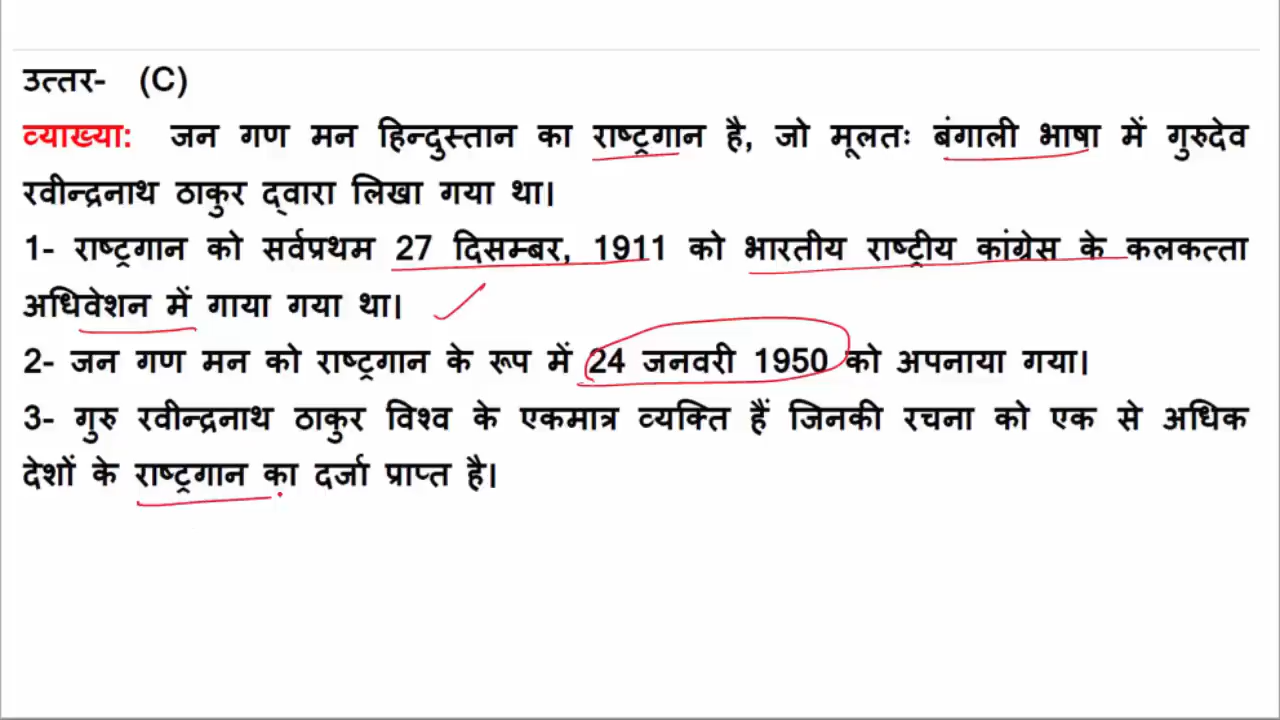 उत्तर- (C)
व्याख्या: जन गण मन हिन्दुस्तान का राष्ट्रगान है, जो मूलतः बंगाली भाषा में गुरुदेव
रवीन्द्रनाथ ठाकुर द्वारा लिखा गया था।
1- राष्ट्रगान को सर्वप्रथम 27 दिसम्बर, 1911 को भारतीय राष्ट्रीय कांग्रेस के कलकत्ता
अधिवेशन में गाया गया था।
2- जन गण मन को राष्ट्रगान के रूप में 24 जनवरी 1950 को अपनाया गया।
3- गुरु रवीन्द्रनाथ ठाकुर विश्व के एकमात्र व्यक्ति हैं जिनकी रचना को एक से अधिक
देशों के राष्ट्रगान का दर्जा प्राप्त है।